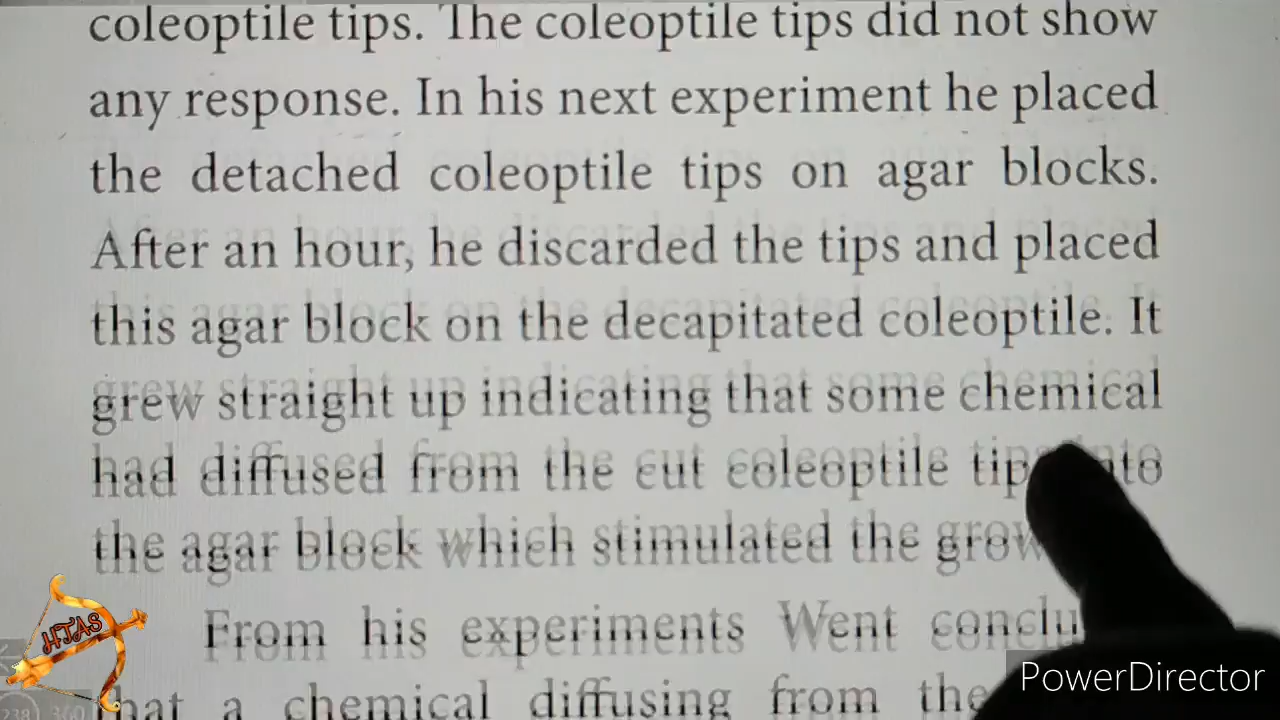 coleoptile tips. The coleoptile tips did not show
any response. In his next experiment he placed
the detached coleoptile tips on agar blocks.
After an hour, he discarded the tips and placed
this agar block on the decapitated coleoptile. It
grew straight up indicating that some chemical
had diffused from the cut coleoptile
the agar block which stimulated the
From his experiments Went
that a chemical diffusing from the
HTAS
PowerDirector